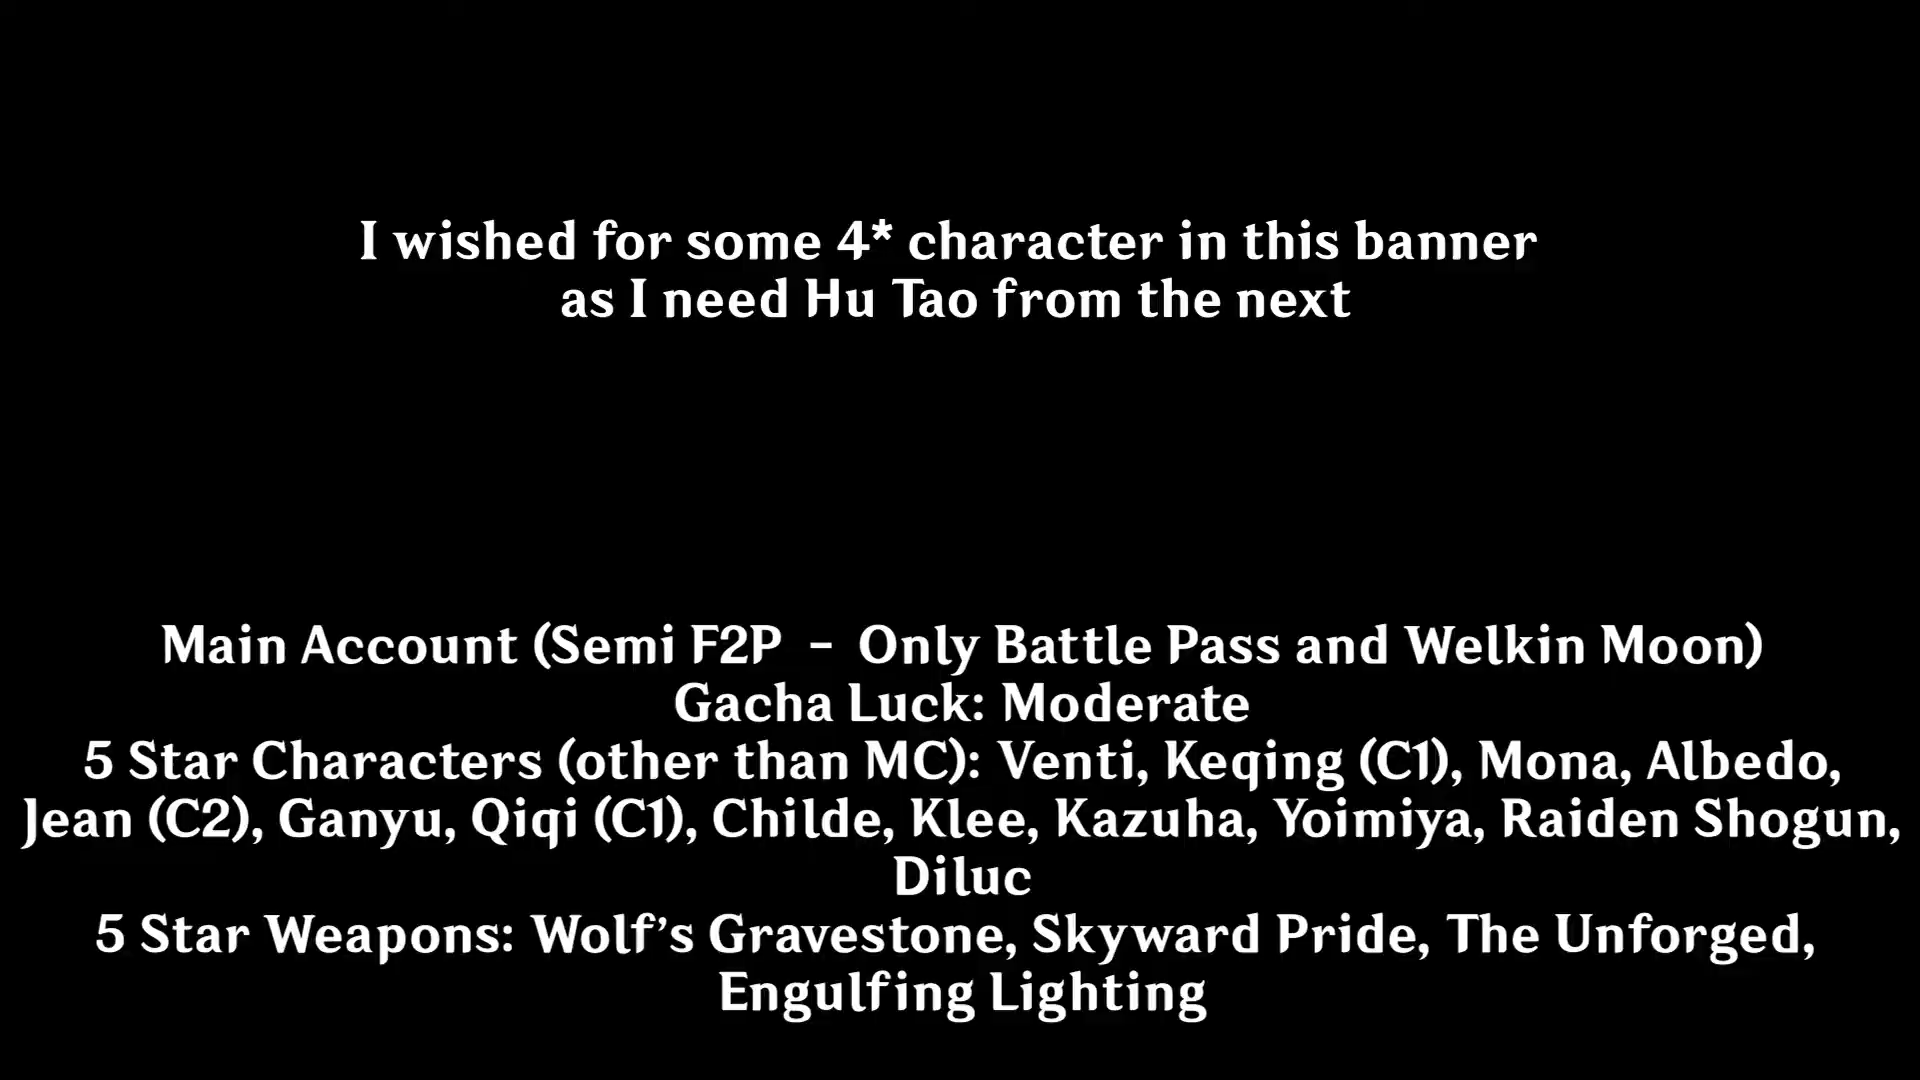 I wished for some 4* character in this banner
as I need Hu Tao from the next
Main Account (Semi F2P - Only Battle Pass and Welkin Moon)
Gacha Luck: Moderate
5 Star Characters (other than MC): Venti, Keqing (C1), Mona, Albedo,
Jean (C2), Ganyu, Qiqi (C1), Childe, Klee, Kazuha, Yoimiya, Raiden Shogun,
Diluc
5 Star Weapons: Wolf's Gravestone, Skyward Pride, The Unforged,
Engulfing Lighting